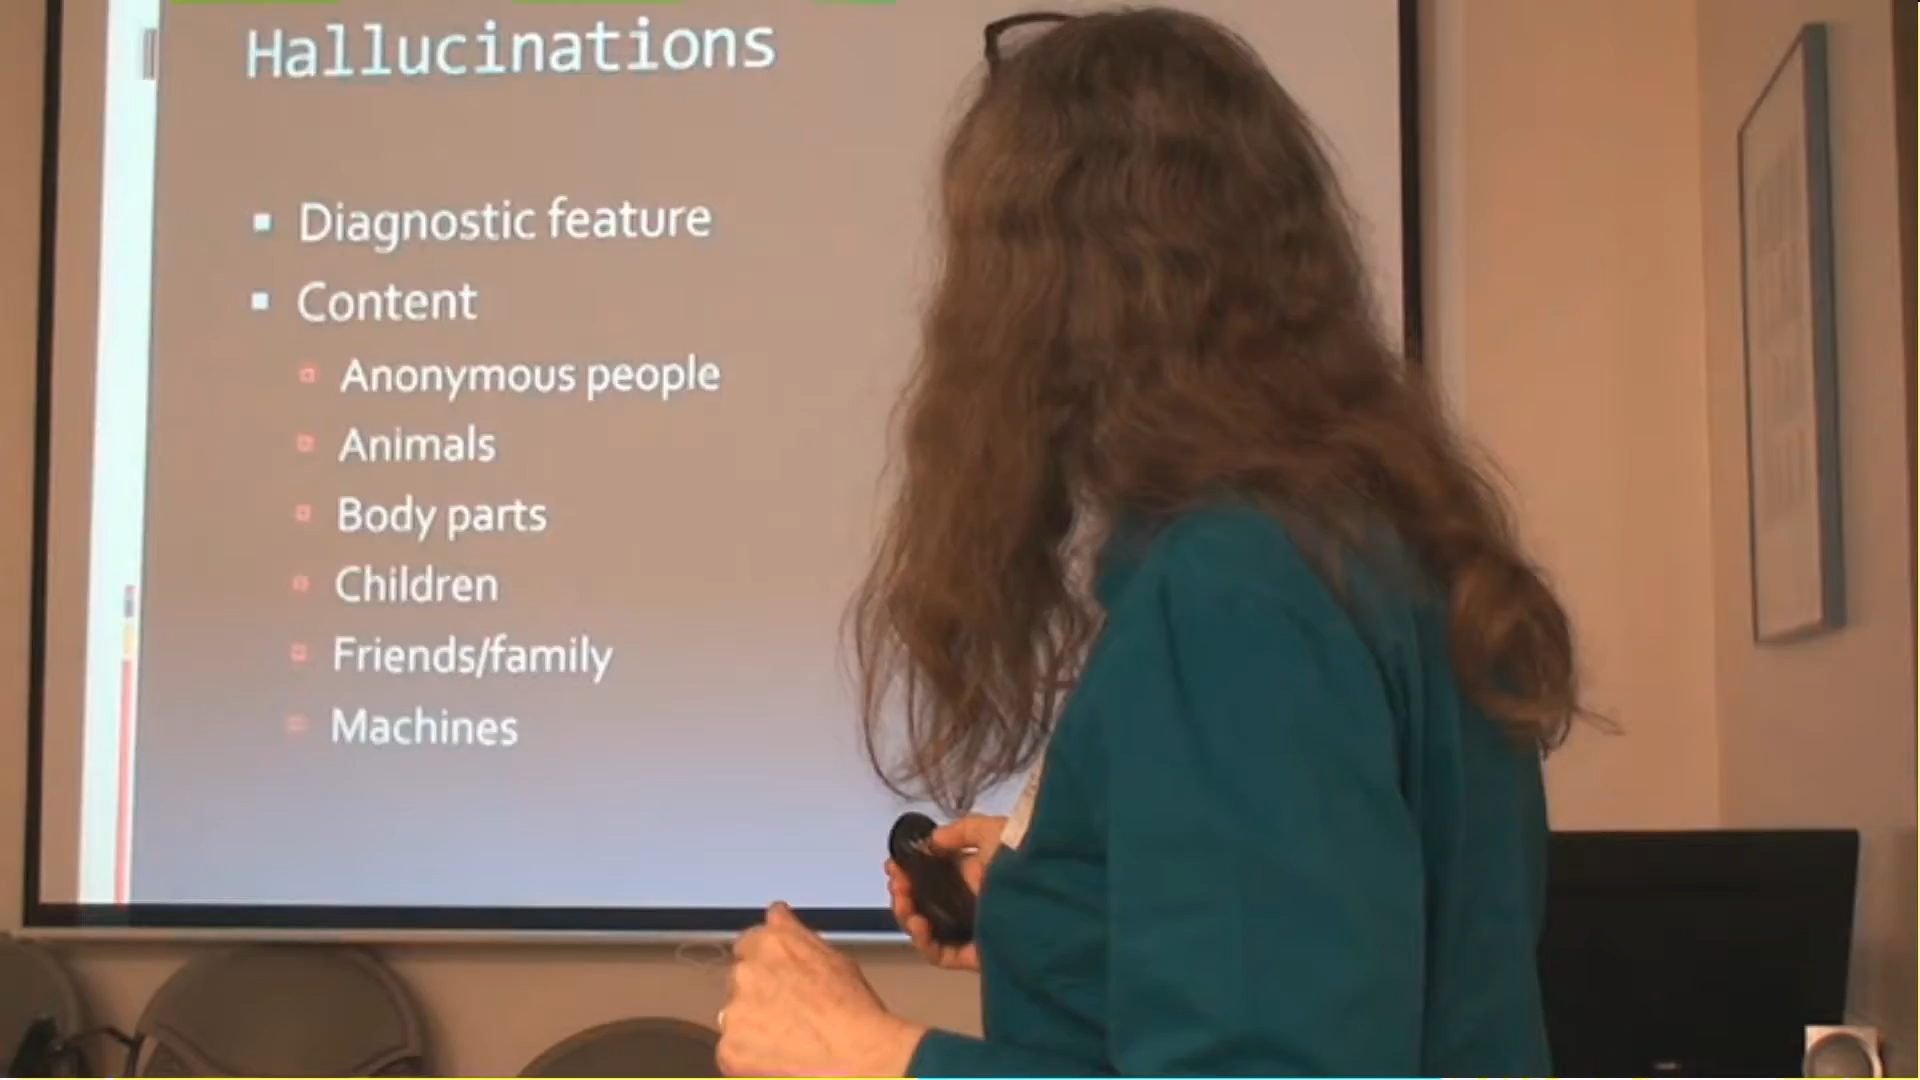 Hallucinations
Diagnostic feature
Content
Anonymous people
Animals
Body parts
Children
Friends/family
Machines